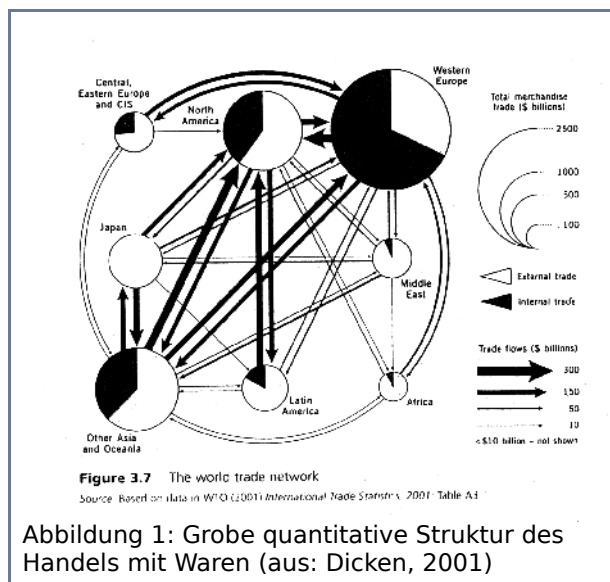 Central,
Eastern Europe
and CIS
North
America
Western
Europe
Total merchandise
trade ($ billions)
2500
1000
500
100
Japan
Middle
East
External trade
Internal trade
Trade flows ($ billions)
300
150
50
10
<$10 billion – not shown
Other Asia
and Oceania
Latin
America
Africa
Figure 3.7 The world trade network
Source: Based on data in WTO (2001) International Trade Statistics, 2001: Table A3
Abbildung 1: Grobe quantitative Struktur des
Handels mit Waren (aus: Dicken, 2001)